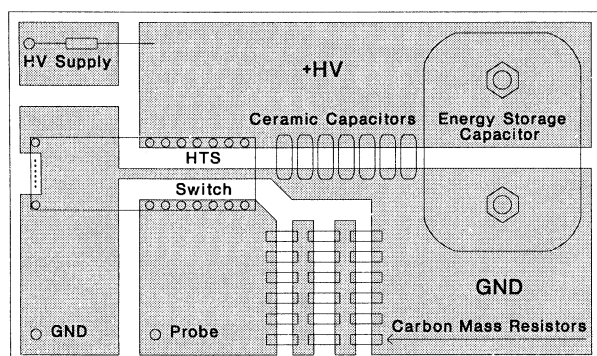 HV Supply
+HV
Ceramic Capacitors
Energy Storage
Capacitor
HTS
Switch
GND
GND
Probe
Carbon Mass Resistors